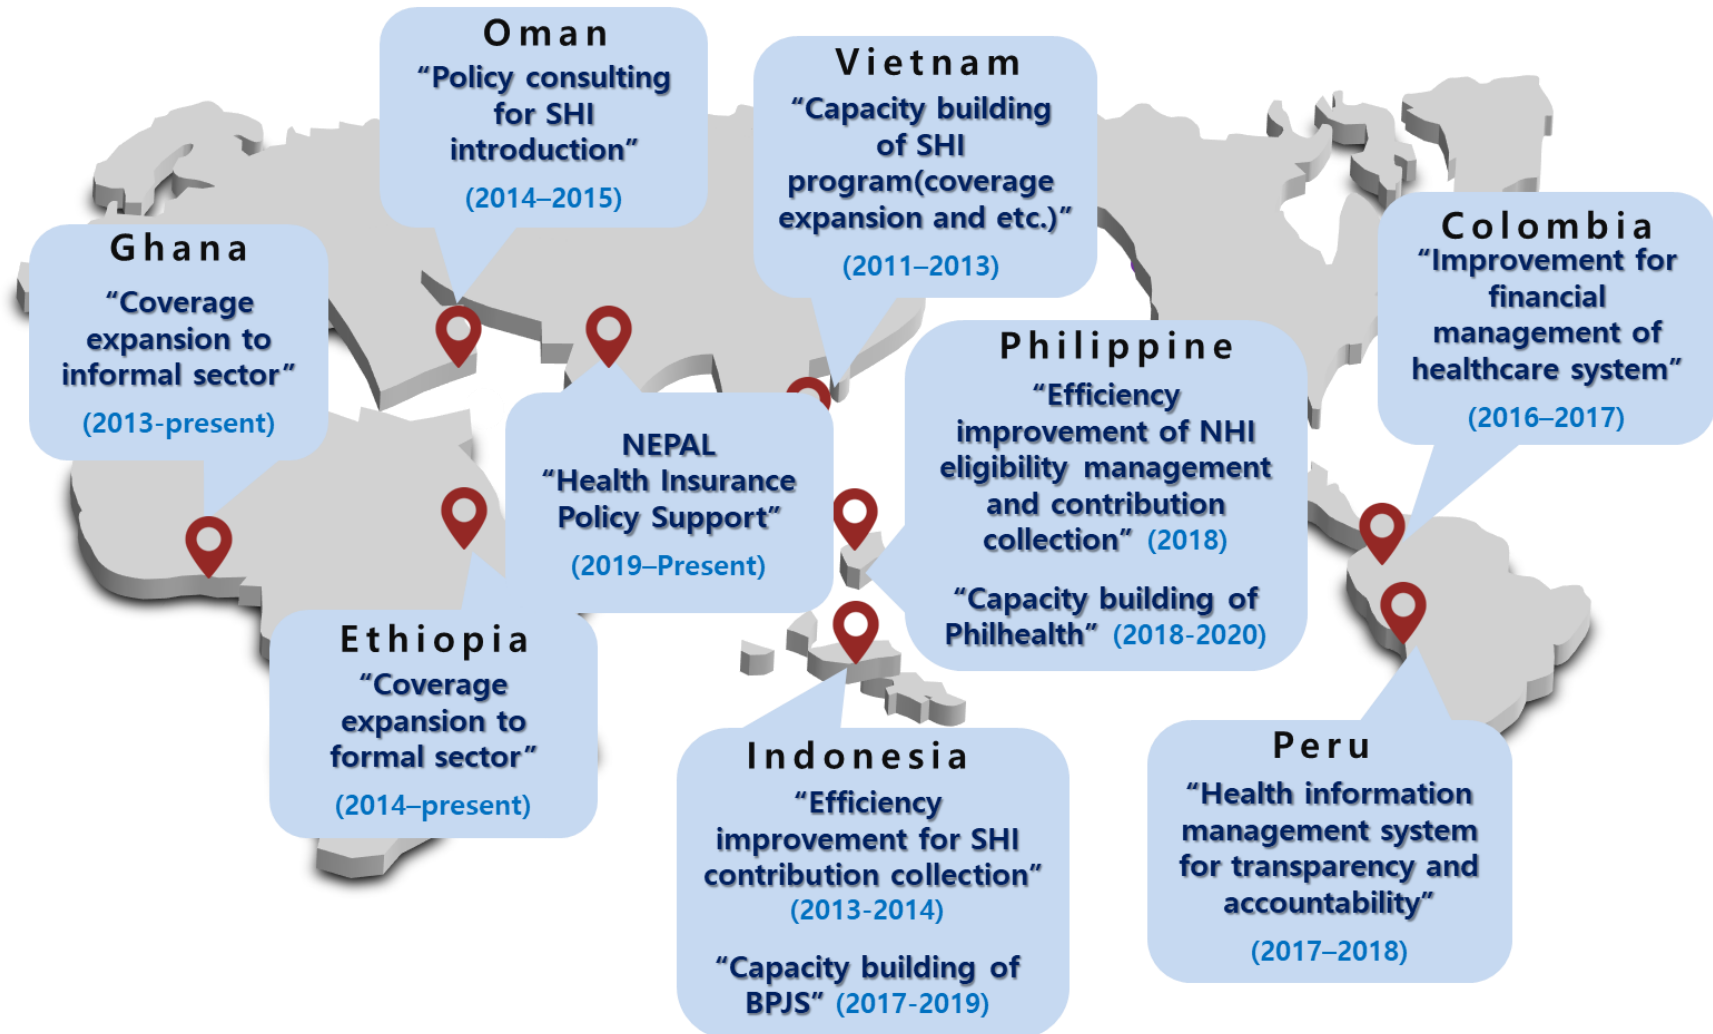 Oman
“Policy consulting
for SHI
introduction”
(2014–2015)
Vietnam
“Capacity building
of SHI
program(coverage
expansion and etc.)”
(2011–2013)
Ghana
“Coverage
expansion to
informal sector”
(2013-present)
Colombia
“Improvement for
financial
management of
healthcare system”
(2016–2017)
Philippine
“Efficiency
improvement of NHI
eligibility management
and contribution
collection” (2018)
“Capacity building of
Philhealth” (2018-2020)
NEPAL
“Health Insurance
Policy Support”
(2019–Present)
Ethiopia
“Coverage
expansion to
formal sector”
(2014–present)
Indonesia
“Efficiency
improvement for SHI
contribution collection”
(2013-2014)
“Capacity building of
BPJS” (2017-2019)
Peru
“Health information
management system
for transparency and
accountability”
(2017–2018)